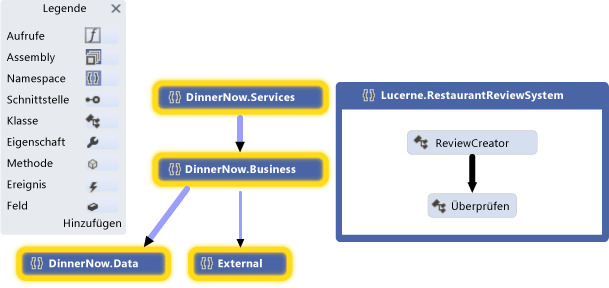 Legende
Aufrufe
Assembly
Namespace
Schnittstelle
Klasse
Eigenschaft
Methode
Ereignis
Feld
Hinzufügen
DinnerNow.Services
DinnerNow.Business
DinnerNow.Data
External
Lucerne.RestaurantReviewSystem
ReviewCreator
Überprüfen